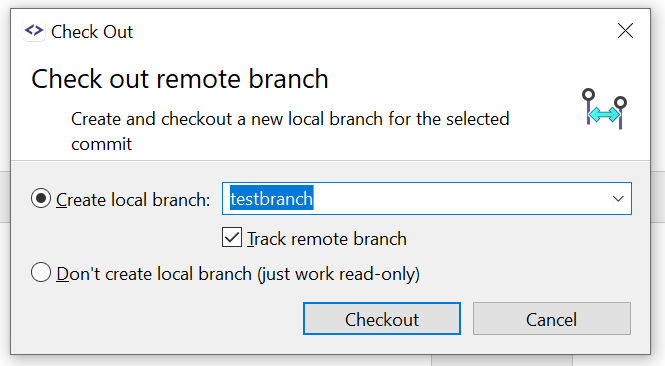 Check Out
Check out remote branch
Create and checkout a new local branch for the selected
commit
Create local branch: testbranch
Track remote branch
Don't create local branch (just work read-only)
Checkout Cancel